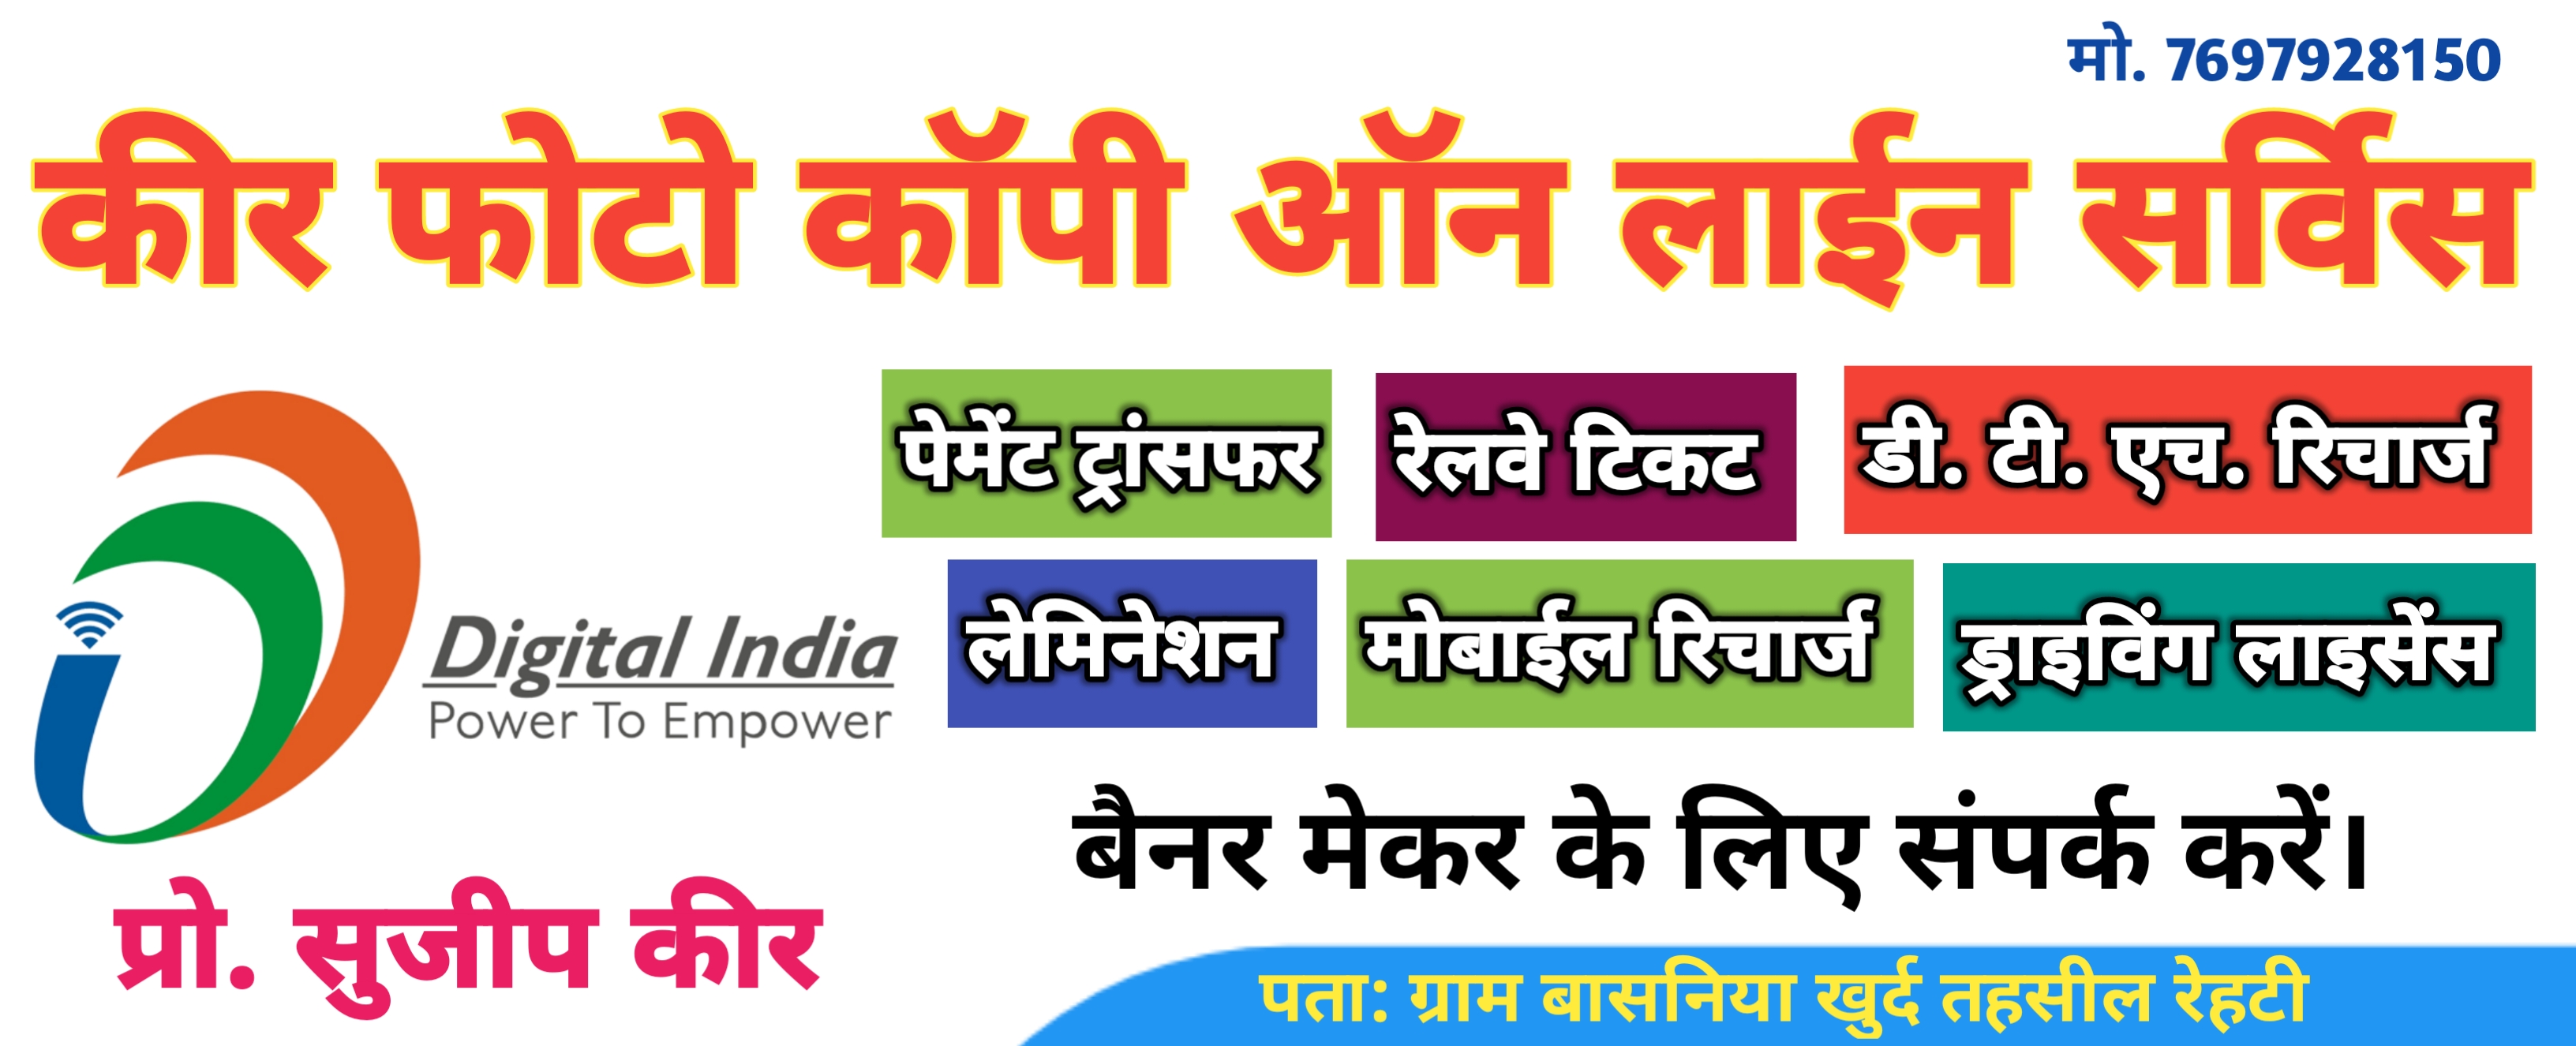 मो. 7697928150
कीर फोटो कॉपी ऑन लाईन सर्विस
पेमेंट ट्रांसफर
रेलवे टिकट
डी. टी. एच. रिचार्ज
लेमिनेशन
मोबाईल रिचार्ज
ड्राइविंग लाइसेंस
Digital India
Power To Empower
बैनर मेकर के लिए संपर्क करें।
प्रो. सुजीप कीर
पता: ग्राम बासनिया खुर्द तहसील रेहटी